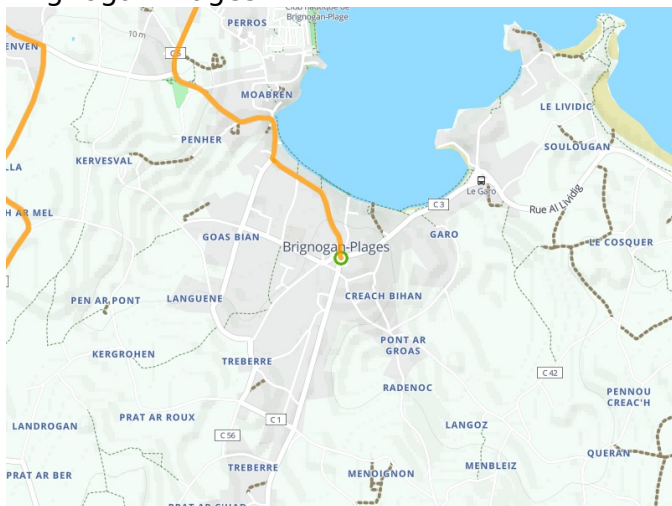 PERROS
Club nautique de
Brignogan-Plage
10 m
C 5
MOABREN
LE LIVIDIC
PENHER
SOULOUGAN
KERVESVAL
Le Garo
C 3
Rue Al Lividig
GOAS BIAN
GARO
Brignogan-Plages
LE COSQUER
PEN AR PONT
LANGUENE
CREACH BIHAN
PONT AR
GROAS
KERGROHEN
TREBERRE
C 42
RADENOC
PENNOU
CREAC'H
PRAT AR ROUX
C 1
LANDROGAN
LANGOZ
C 56
QUERAN
TREBERRE
MENBLEIZ
MENOIGNON
PRAT AR BER